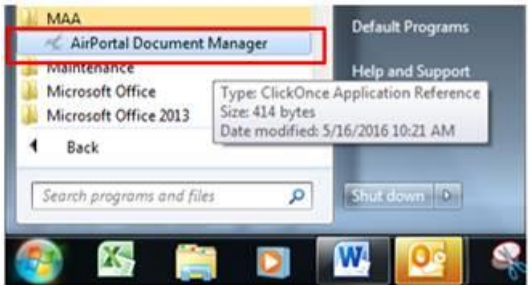 MAA
AirPortal Document Manager
Maintenance
Microsoft Office
Microsoft Office 2013
Back
Search programs and files
Default Programs
Help and Support
Type: ClickOnce Application Reference
Size: 414 bytes
Date modified: 5/16/2016 10:21 AM
Shut down